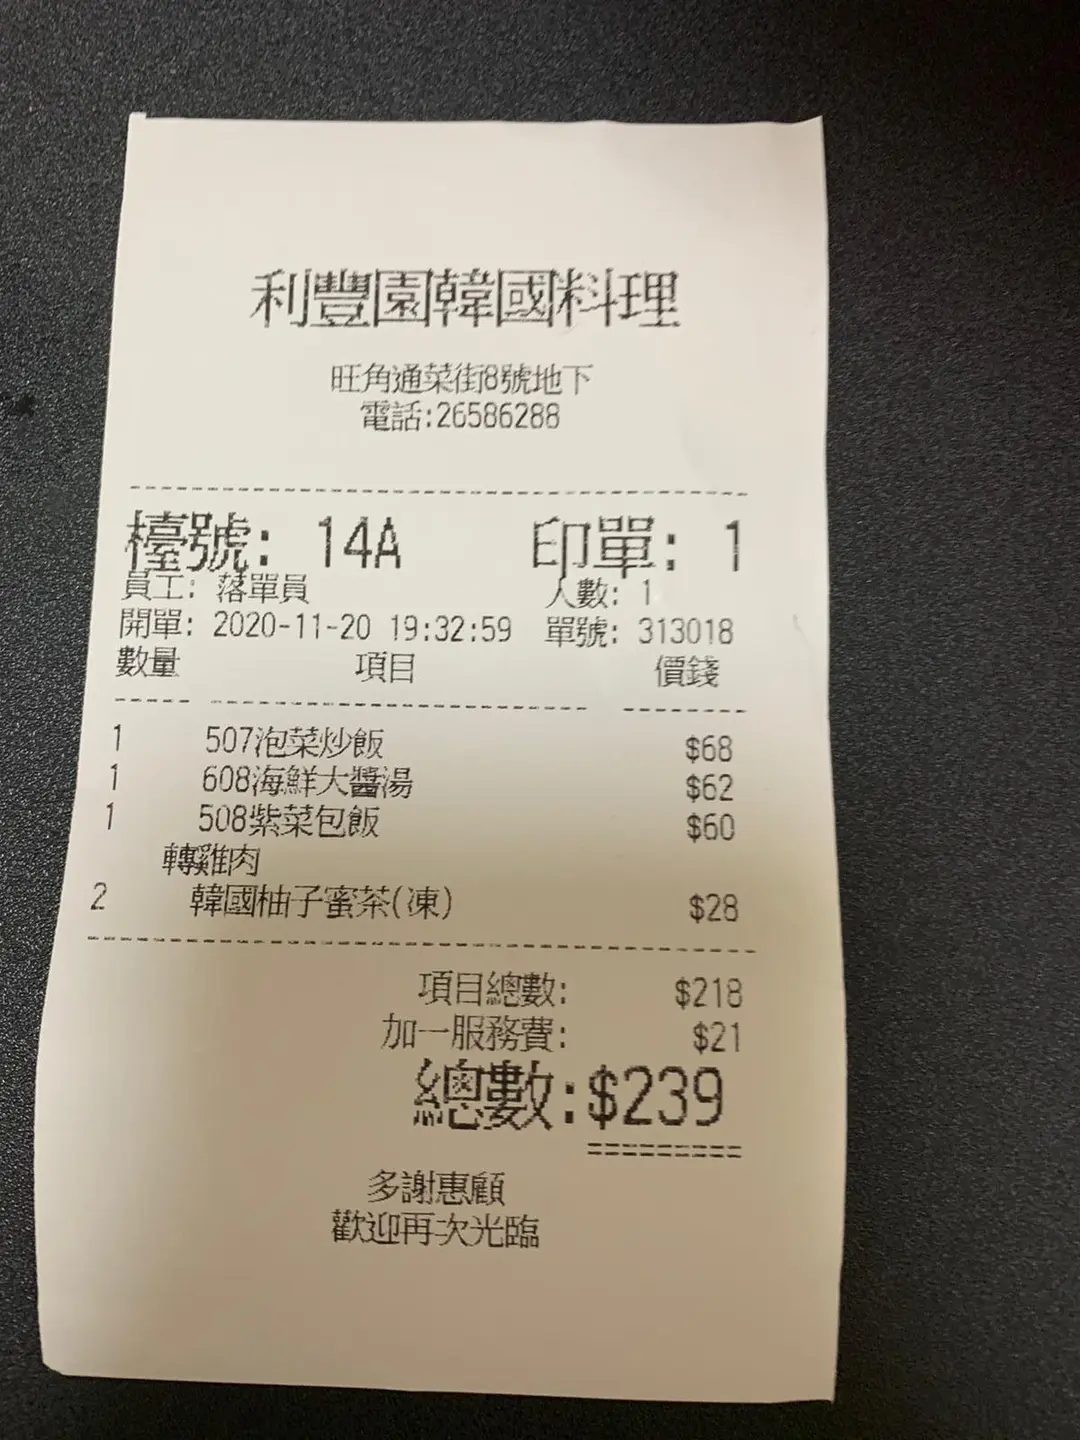 利豐園韓國料理
旺角通菜街8號地下
電話:26586288
檯號: 14A 印單: 1
員工: 落單員 人數: 1
開單: 2020-11-20 19:32:59 單號: 313018
數量 項目 價錢
1 507泡菜炒飯 $68
1 608海鮮大醬湯 $62
1 508紫菜包飯 $60
轉雞肉
2 韓國柚子蜜茶(凍) $28
項目總數: $218
加一服務費: $21
總數:$239
多謝惠顧
歡迎再次光臨